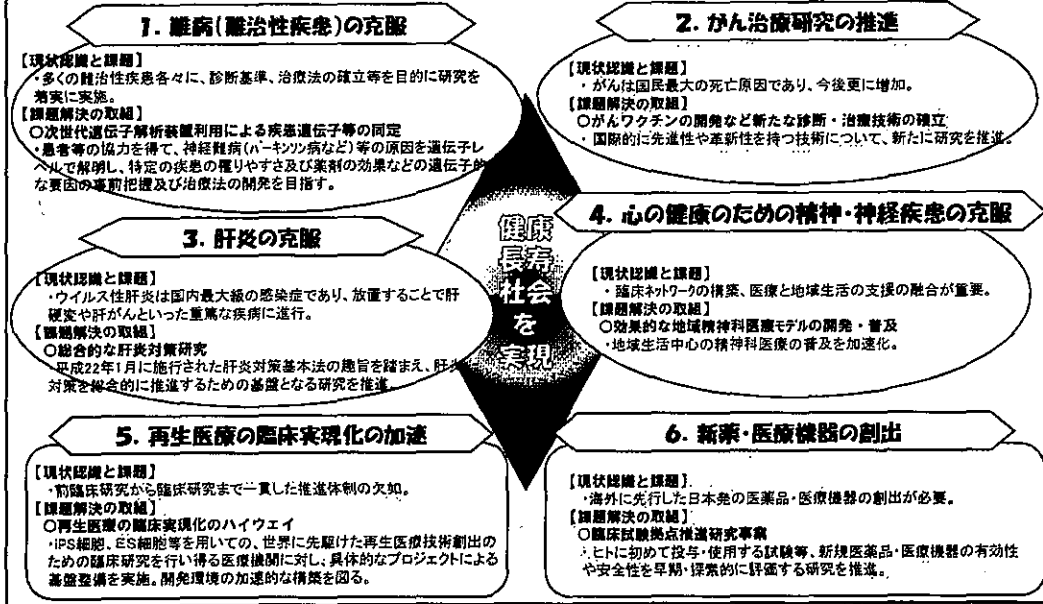 1. 難病(難治性疾患)の克服
【現状認識と課題】
・多くの難治性疾患各々に、診断基準、治療法の確立等を目的に研究を
着実に実施。
【課題解決の取組】
○次世代遺伝子解析装置利用による疾患遺伝子等の同定
・患者等の協力を得て、神経難病(パーキンソン病など)等の原因を遺伝子レ
ベルで解明し、特定の疾患の罹りやすさ及び薬剤の効果などの遺伝子的
な要因の事前把握及び治療法の開発を目指す。
2. がん治療研究の推進
【現状認識と課題】
・がんは国民最大の死亡原因であり、今後更に増加。
【課題解決の取組】
○がんワクチンの開発など新たな診断・治療技術の確立
・国際的に先進性や革新性を持つ技術について、新たに研究を推進。
3. 肝炎の克服
【現状認識と課題】
・ウイルス性肝炎は国内最大級の感染症であり、放置することで肝
硬変や肝がんといった重篤な疾病に進行。
【課題解決の取組】
○総合的な肝炎対策研究
・平成22年1月に施行された肝炎対策基本法の趣旨を踏まえ、肝炎
対策を総合的に推進するための基盤となる研究を推進。
健康
長寿
社会
を
実現
4. 心の健康のための精神・神経疾患の克服
【現状認識と課題】
・臨床ネットワークの構築、医療と地域生活の支援の融合が重要。
【課題解決の取組】
○効果的な地域精神科医療モデルの開発・普及
・地域生活中心の精神科医療の普及を加速化。
5. 再生医療の臨床実現化の加速
【現状認識と課題】
・前臨床研究から臨床研究まで一貫した推進体制の欠如。
【課題解決の取組】
○再生医療の臨床実現化のハイウェイ
・iPS細胞、ES細胞等を用いての、世界に先駆けた再生医療技術創出の
ための臨床研究を行い得る医療機関に対し、具体的なプロジェクトによる
基盤整備を実施。開発環境の加速的な構築を図る。
6. 新薬・医療機器の創出
【現状認識と課題】
・海外に先行した日本発の医薬品・医療機器の創出が必要。
【課題解決の取組】
○臨床試験拠点推進研究事業
・ヒトに初めて投与・使用する試験等、新規医薬品・医療機器の有効性
や安全性を早期・探索的に評価する研究を推進。